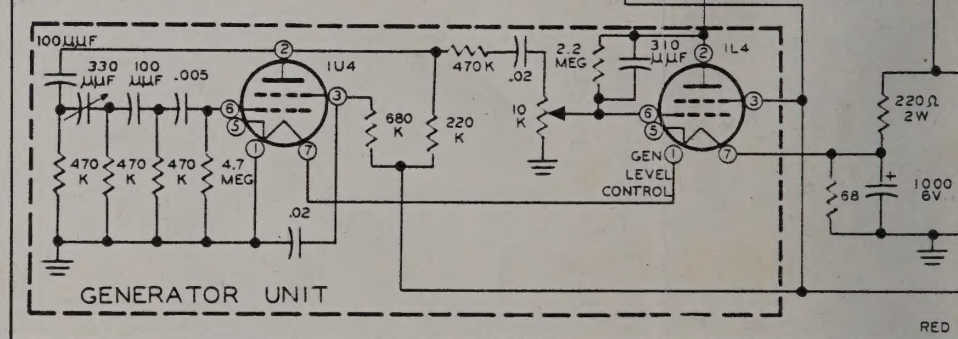 100μμF
330 μμF
100 μμF
.005
② 1U4
⑥ ③
⑤
① ⑦
470 K
470 K
470 K
4.7 MEG
.02
680 K
220 K
470K
.02
10 K
2.2 MEG
310 μμF
② 1L4
⑥ ③
⑤
① ⑦
GEN LEVEL CONTROL
220Ω 2W
68
+
1000 6V
GENERATOR UNIT
RED